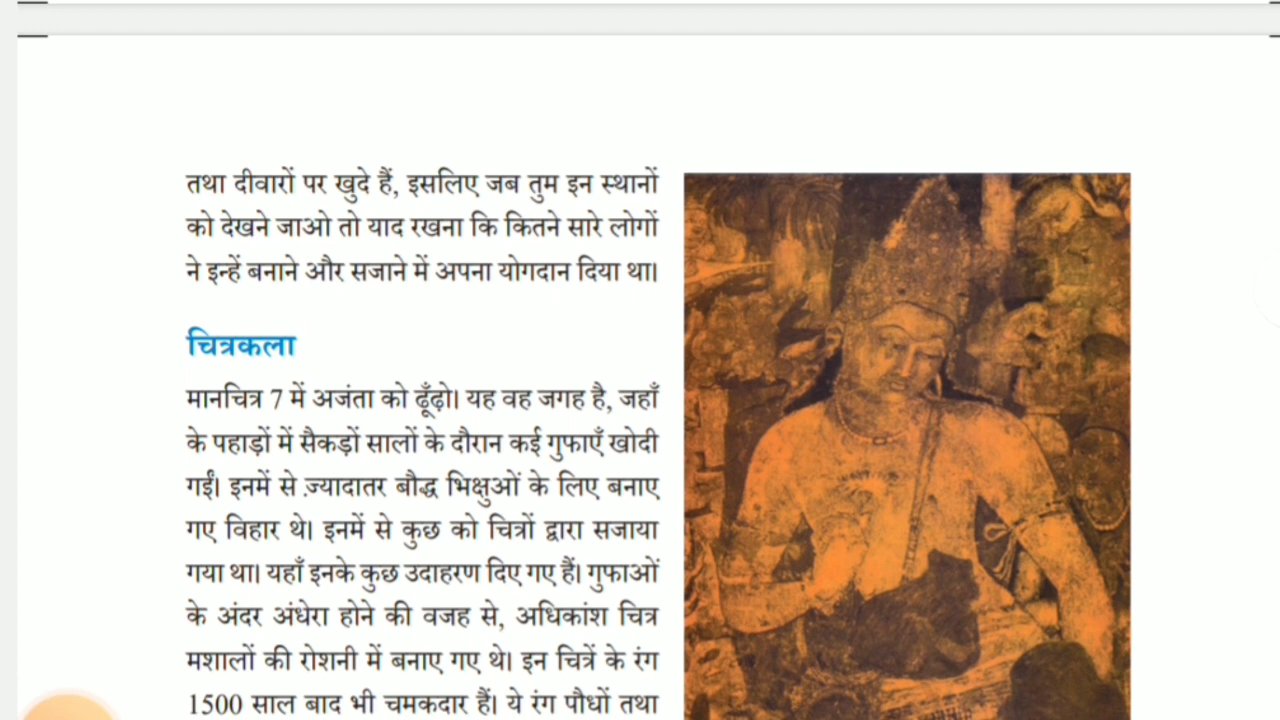 तथा दीवारों पर खुदे हैं, इसलिए जब तुम इन स्थानों
को देखने जाओ तो याद रखना कि कितने सारे लोगों
ने इन्हें बनाने और सजाने में अपना योगदान दिया था।
चित्रकला
मानचित्र 7 में अजंता को ढूँढ़ो। यह वह जगह है, जहाँ
के पहाड़ों में सैकड़ों सालों के दौरान कई गुफाएँ खोदी
गईं। इनमें से ज़्यादातर बौद्ध भिक्षुओं के लिए बनाए
गए विहार थे। इनमें से कुछ को चित्रों द्वारा सजाया
गया था। यहाँ इनके कुछ उदाहरण दिए गए हैं। गुफाओं
के अंदर अंधेरा होने की वजह से, अधिकांश चित्र
मशालों की रोशनी में बनाए गए थे। इन चित्रें के रंग
1500 साल बाद भी चमकदार हैं। ये रंग पौधों तथा